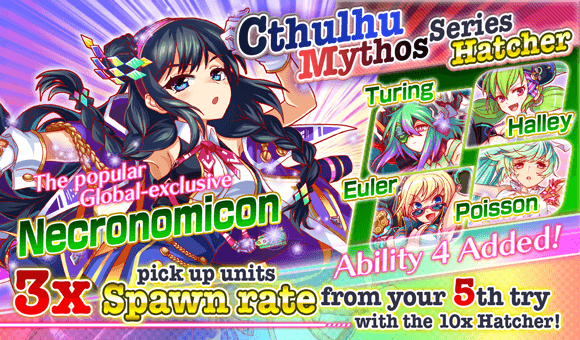 Cthulhu Series
Mythos Hatcher
Turing
Halley
Euler
Poisson
The popular
Global-exclusive
Necronomicon
Ability 4 Added!
3x pick up units
Spawn rate from your 5th try
with the 10x Hatcher!